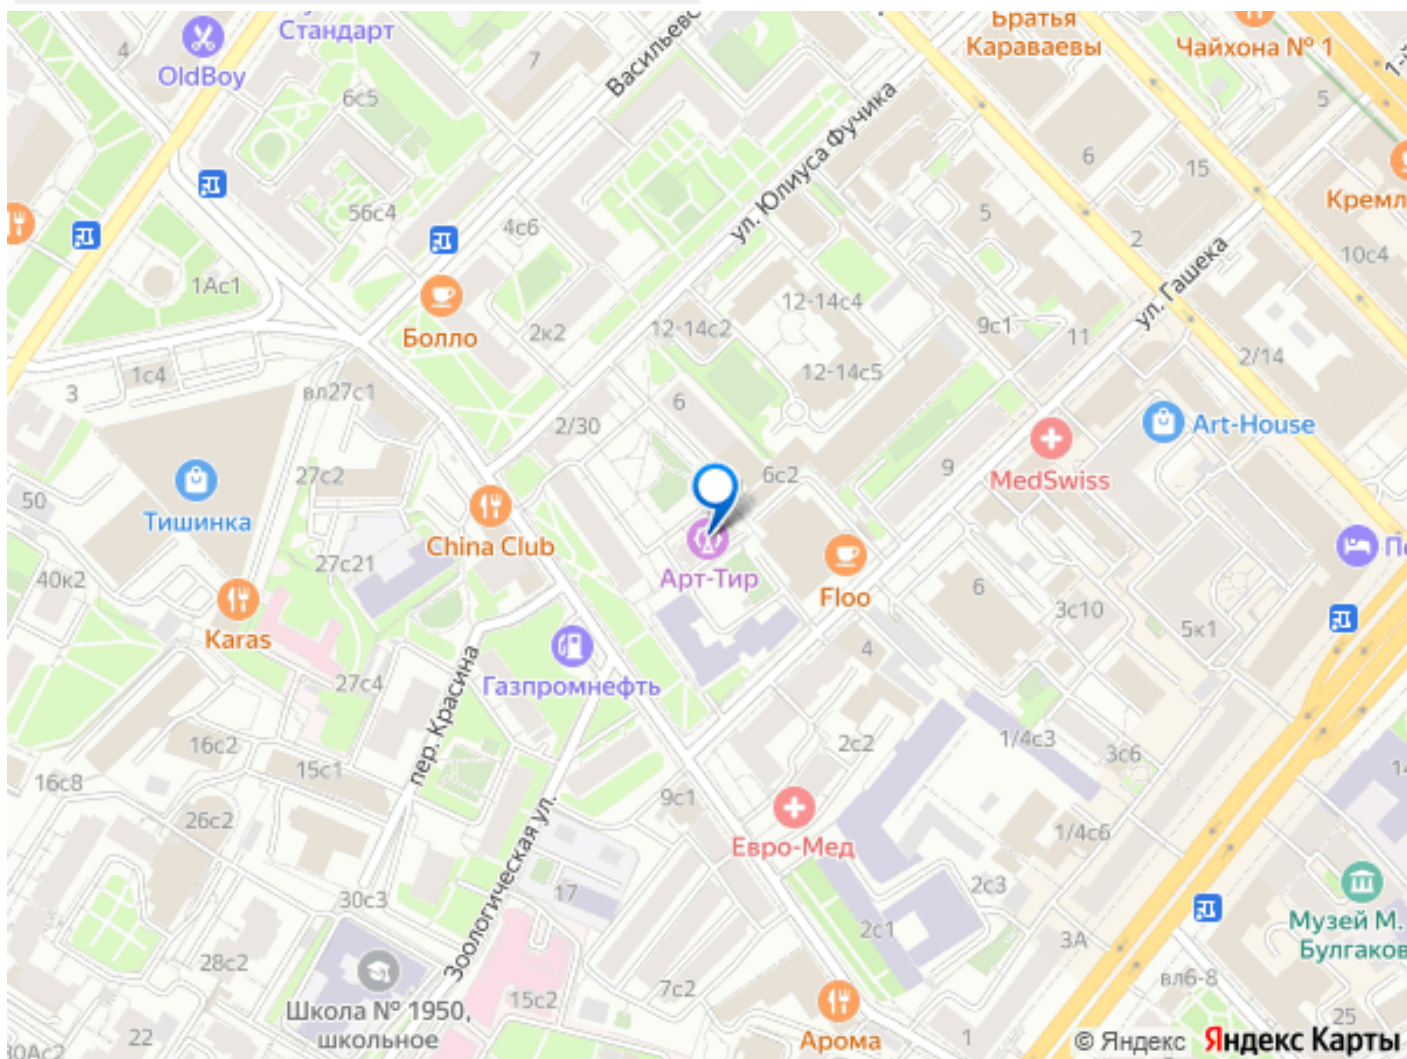 Стандарт
Братья
Караваевы
Чайхона № 1
4
OldBoy
7
6с5
5
6
15
ул. Юлиуса Фучика
Кремл
56с4
4с6
5
2
10с4
1Ас1
ул. Гашека
12-14с4
Болло
2к2
12-14с2
9с1
11
2/14
3
1с4
вл27с1
12-14с5
6
2/30
Art-House
27с2
6с2
9
MedSwiss
50
Тишинка
China Club
27с21
Арт-Тир
Floo
40к2
6
3с10
5к1
Karas
4
пер. Красина
Газпромнефть
27с4
16с2
2с2
1/4с3
3с6
15с1
16с8
9с1
26с2
Евро-Мед
1/4с6
Зоологическая ул.
17
2с3
30с3
2с1
3А
Музей М.
Булгаков
28с2
вл6-8
15с2
7с2
Школа № 1950,
школьное
22
Арома
1
25
© Яндекс Яндекс Карты